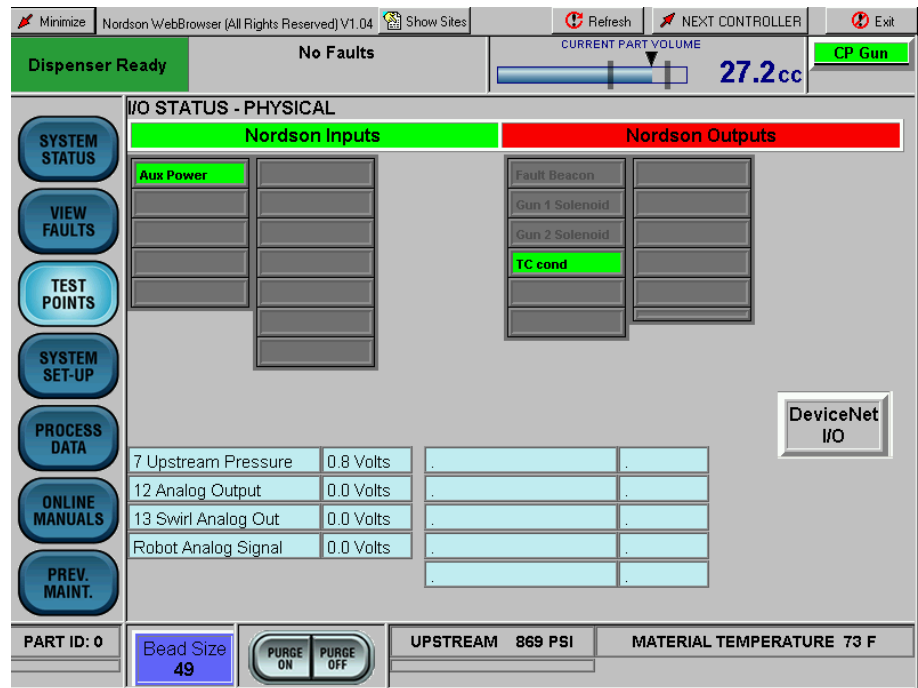 Minimize
Nordson WebBrowser (All Rights Reserved) V1.04
Show Sites
Refresh
NEXT CONTROLLER
Exit
Dispenser Ready
No Faults
CURRENT PART VOLUME
27.2cc
CP Gun
I/O STATUS - PHYSICAL
Nordson Inputs
Nordson Outputs
SYSTEM
STATUS
VIEW
FAULTS
TEST
POINTS
SYSTEM
SET-UP
PROCESS
DATA
ONLINE
MANUALS
PREV.
MAINT.
Aux Power
Fault Beacon
Gun 1 Solenoid
Gun 2 Solenoid
TC cond
DeviceNet
I/O
7 Upstream Pressure 0.8 Volts . .
12 Analog Output 0.0 Volts . .
13 Swirl Analog Out 0.0 Volts . .
Robot Analog Signal 0.0 Volts . .
. .
PART ID: 0
Bead Size
49
PURGE
ON
PURGE
OFF
UPSTREAM 869 PSI
MATERIAL TEMPERATURE 73 F